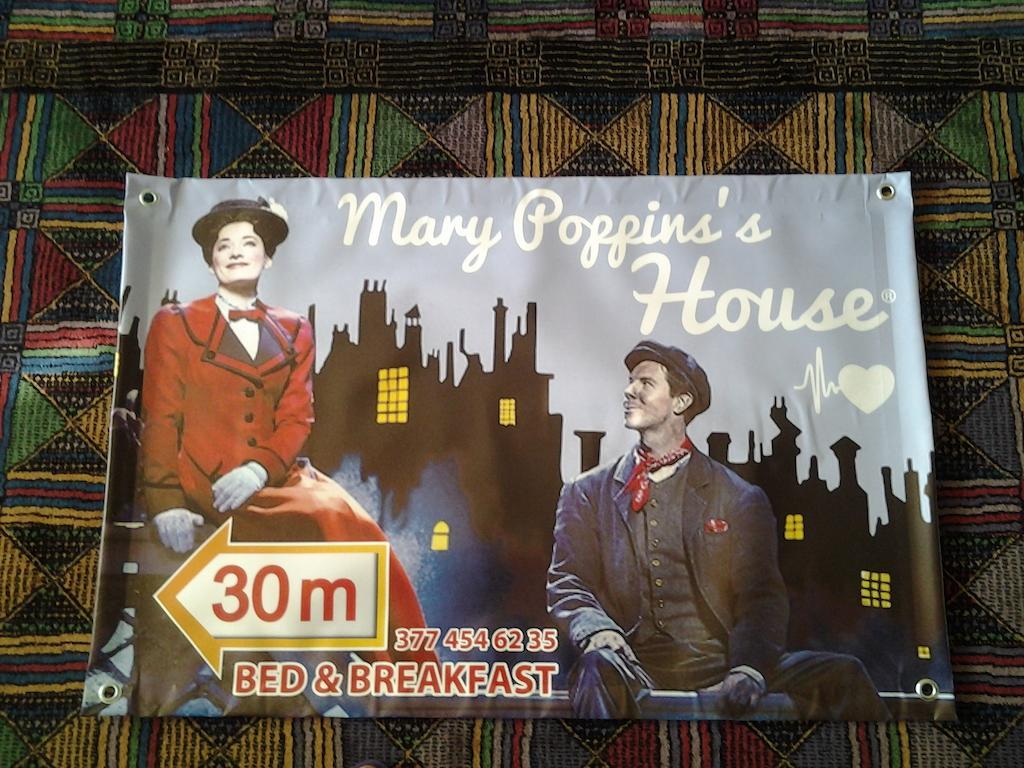 Mary Poppins's
House®
30 m
377 454 62 35
BED & BREAKFAST